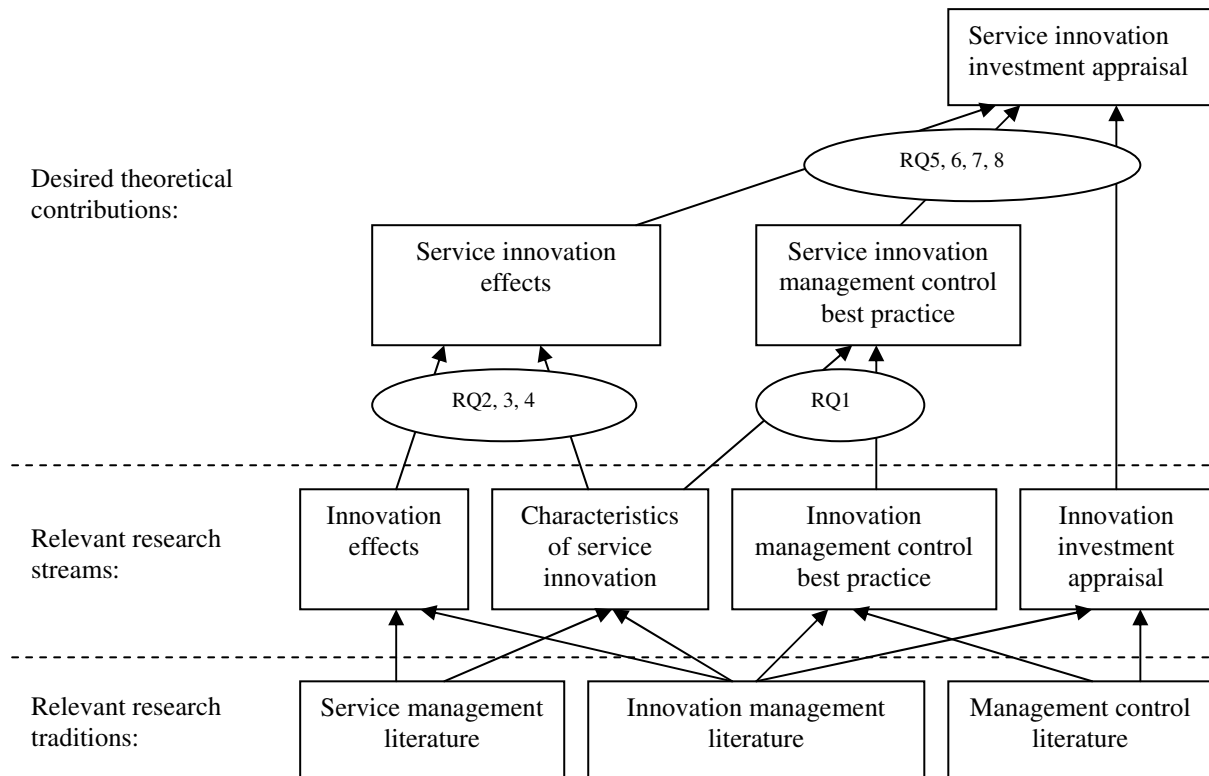 Service innovation
investment appraisal
RQ5, 6, 7, 8
Desired theoretical
contributions:
Service innovation
effects
Service innovation
management control
best practice
RQ2, 3, 4
RQ1
Relevant research
streams:
Innovation
effects
Characteristics
of service
innovation
Innovation
management control
best practice
Innovation
investment
appraisal
Relevant research
traditions:
Service management
literature
Innovation management
literature
Management control
literature